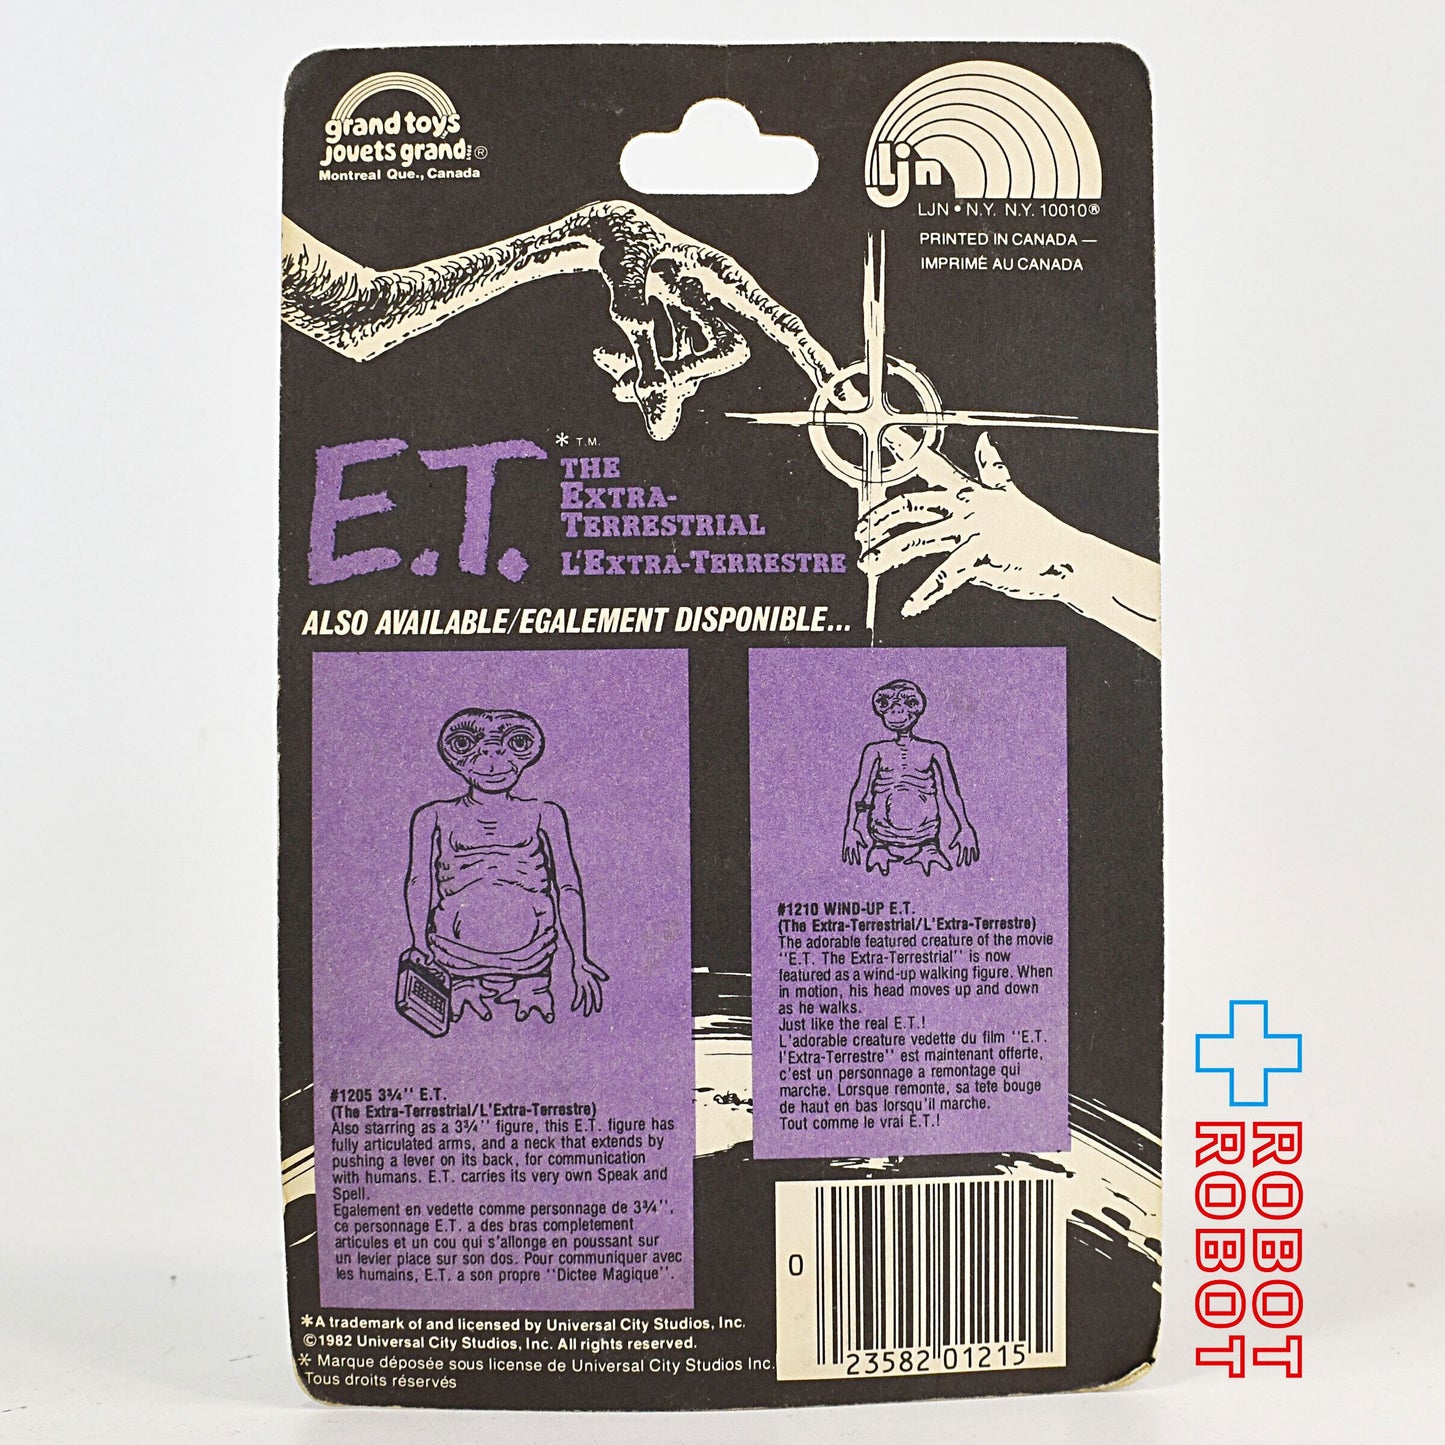 grand toys
jouets grand LTD ®
Montreal Que., Canada
ljn
LJN • N.Y. N.Y. 10010®
PRINTED IN CANADA —
IMPRIMÉ AU CANADA
E.T.
* T.M.
THE
EXTRA-
TERRESTRIAL
L'EXTRA-TERRESTRE
ALSO AVAILABLE/EGALEMENT DISPONIBLE...
#1205 3¾'' E.T.
(The Extra-Terrestrial/L'Extra-Terrestre)
Also starring as a 3¾'' figure, this E.T. figure has
fully articulated arms, and a neck that extends by
pushing a lever on its back, for communication
with humans. E.T. carries its very own Speak and
Spell.
Egalement en vedette comme personnage de 3¾'',
ce personnage E.T. a des bras completement
articules et un cou qui s'allonge en poussant sur
un levier place sur son dos. Pour communiquer avec
les humains, E.T. a son propre ''Dictee Magique''.
#1210 WIND-UP E.T.
(The Extra-Terrestrial/L'Extra-Terrestre)
The adorable featured creature of the movie
''E.T. The Extra-Terrestrial'' is now
featured as a wind-up walking figure. When
in motion, his head moves up and down
as he walks.
Just like the real E.T.!
L'adorable creature vedette du film ''E.T.
l'Extra-Terrestre'' est maintenant offerte,
c'est un personnage a remontage qui
marche. Lorsque remonte, sa tete bouge
de haut en bas lorsqu'il marche.
Tout comme le vrai E.T.!
0
23582 01215
*A trademark of and licensed by Universal City Studios, Inc.
©1982 Universal City Studios, Inc. All rights reserved.
* Marque déposée sous license de Universal City Studios Inc.
Tous droits réservés
ROBOT
ROBOT